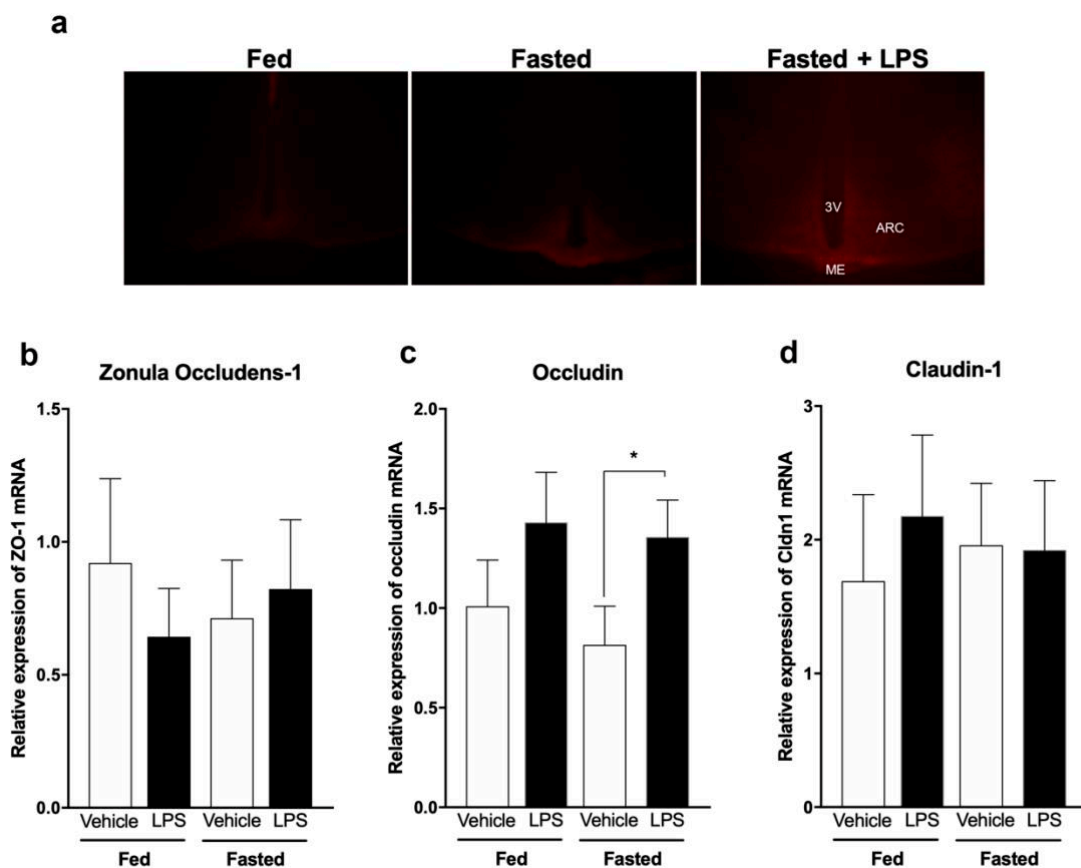 a
Fed Fasted Fasted + LPS
3V
ARC
ME
b
Zonula Occludens-1
Relative expression of ZO-1 mRNA
1.5
1.0
0.5
0.0
Vehicle LPS Vehicle LPS
Fed Fasted
c
Occludin
Relative expression of occludin mRNA
2.0
1.5
1.0
0.5
0.0
*
Vehicle LPS Vehicle LPS
Fed Fasted
d
Claudin-1
Relative expression of Cldn1 mRNA
3
2
1
0
Vehicle LPS Vehicle LPS
Fed Fasted